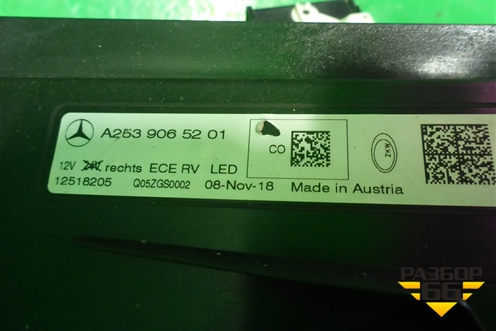 A253 906 52 01
CO
ZKW
12V 24V rechts ECE RV LED
12518205 Q05ZGS0002 08-Nov-18 Made in Austria
РАЗБОР
66